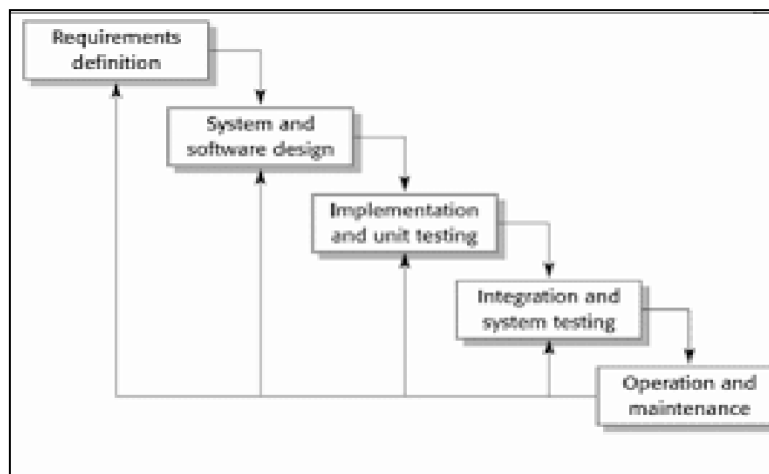 Requirements
definition
System and
software design
Implementation
and unit testing
Integration and
system testing
Operation and
maintenance